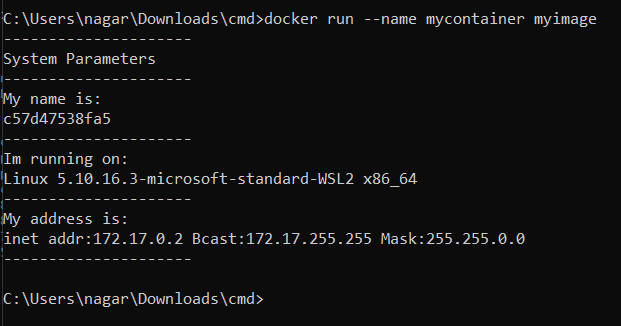 C:\Users\nagar\Downloads\cmd>docker run --name mycontainer myimage
---------------------
System Parameters
---------------------
My name is:
c57d47538fa5
---------------------
Im running on:
Linux 5.10.16.3-microsoft-standard-WSL2 x86_64
---------------------
My address is:
inet addr:172.17.0.2 Bcast:172.17.255.255 Mask:255.255.0.0
---------------------
C:\Users\nagar\Downloads\cmd>